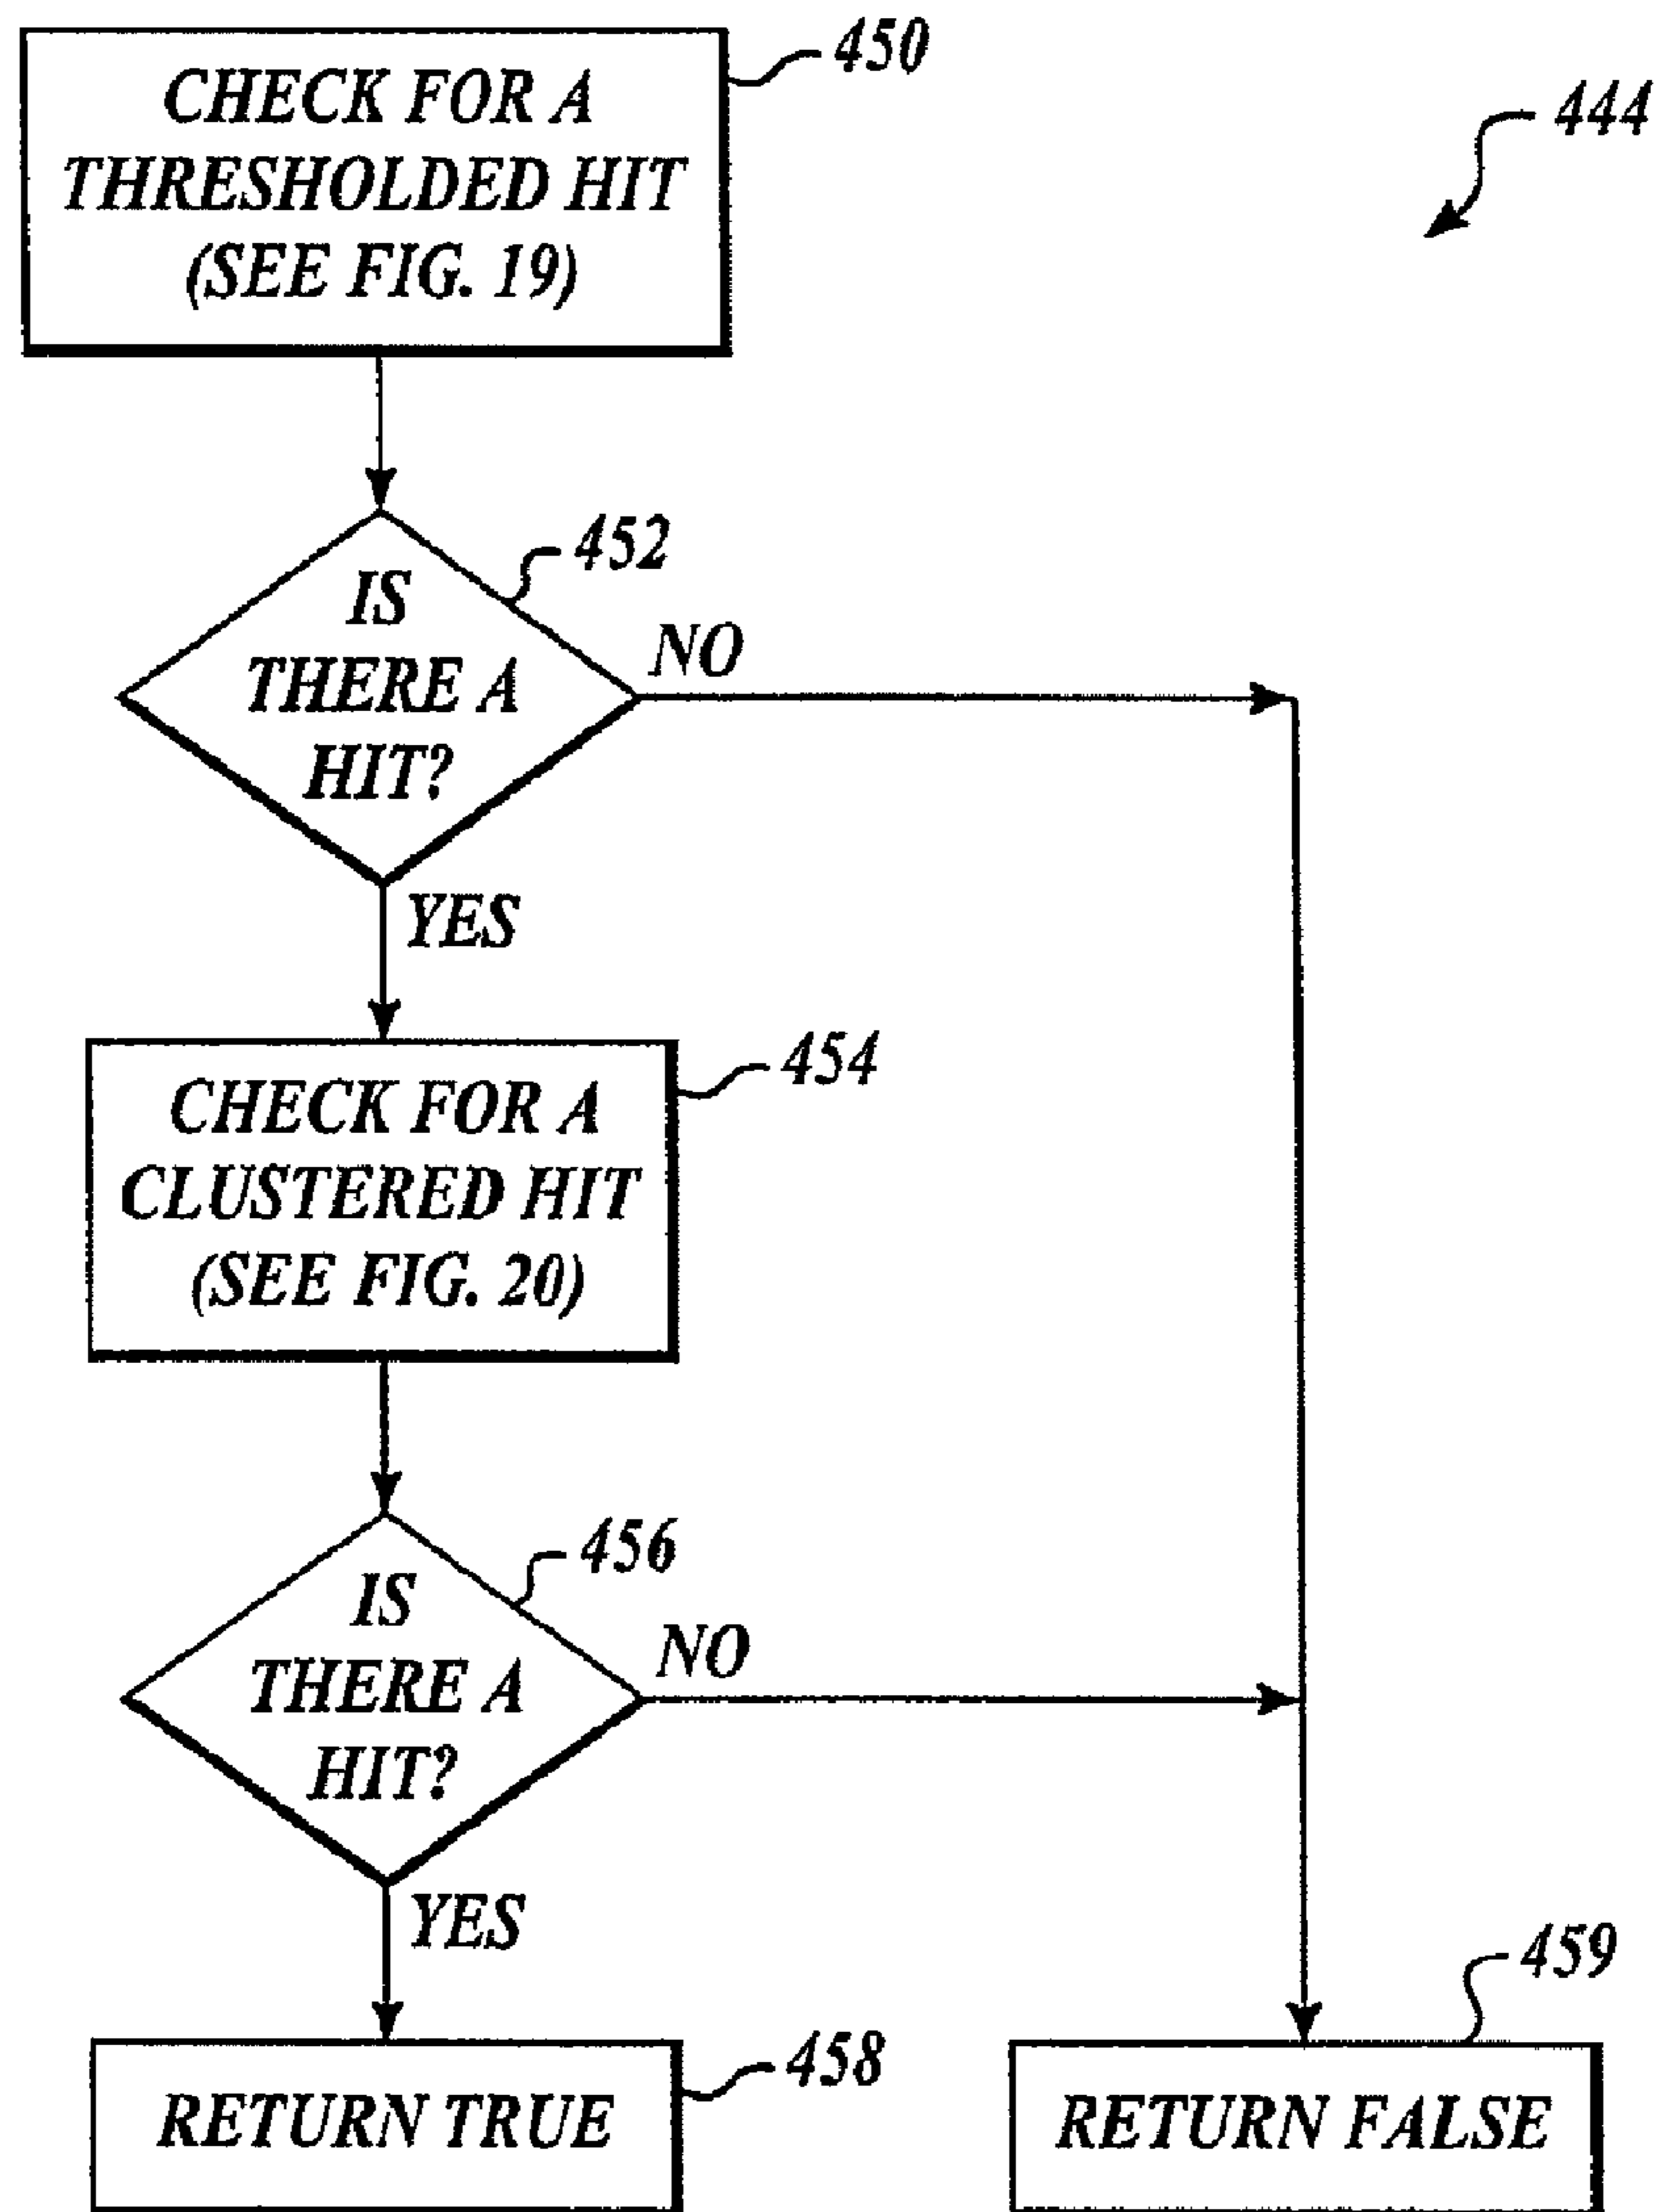 CHECK FOR A
THRESHOLDED HIT
(SEE FIG. 19)
450
444
IS
THERE A
HIT?
452
NO
YES
CHECK FOR A
CLUSTERED HIT
(SEE FIG. 20)
454
IS
THERE A
HIT?
456
NO
YES
RETURN TRUE
458
RETURN FALSE
459